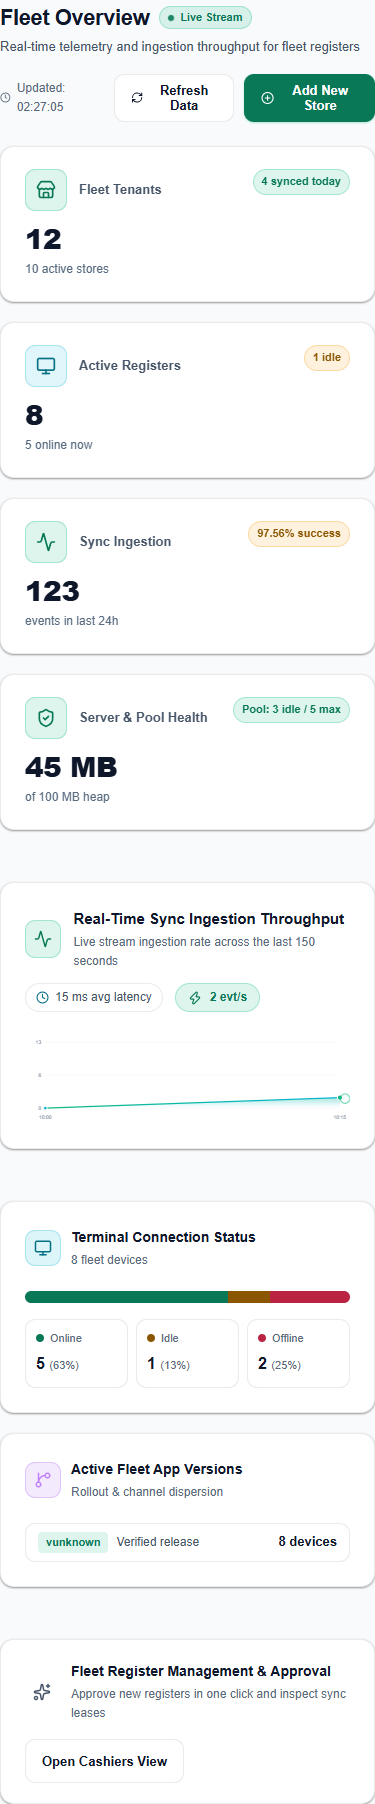 Fleet Overview
Live Stream
Real-time telemetry and ingestion throughput for fleet registers
Updated:
02:27:05
Refresh
Data
Add New
Store
Fleet Tenants
4 synced today
12
10 active stores
Active Registers
1 idle
8
5 online now
Sync Ingestion
97.56% success
123
events in last 24h
Server & Pool Health
Pool: 3 idle / 5 max
45 MB
of 100 MB heap
Real-Time Sync Ingestion Throughput
Live stream ingestion rate across the last 150
seconds
15 ms avg latency
2 evt/s
13
6
0
10:00
10:15
Terminal Connection Status
8 fleet devices
Online
5 (63%)
Idle
1 (13%)
Offline
2 (25%)
Active Fleet App Versions
Rollout & channel dispersion
vunknown
Verified release
8 devices
Fleet Register Management & Approval
Approve new registers in one click and inspect sync
leases
Open Cashiers View